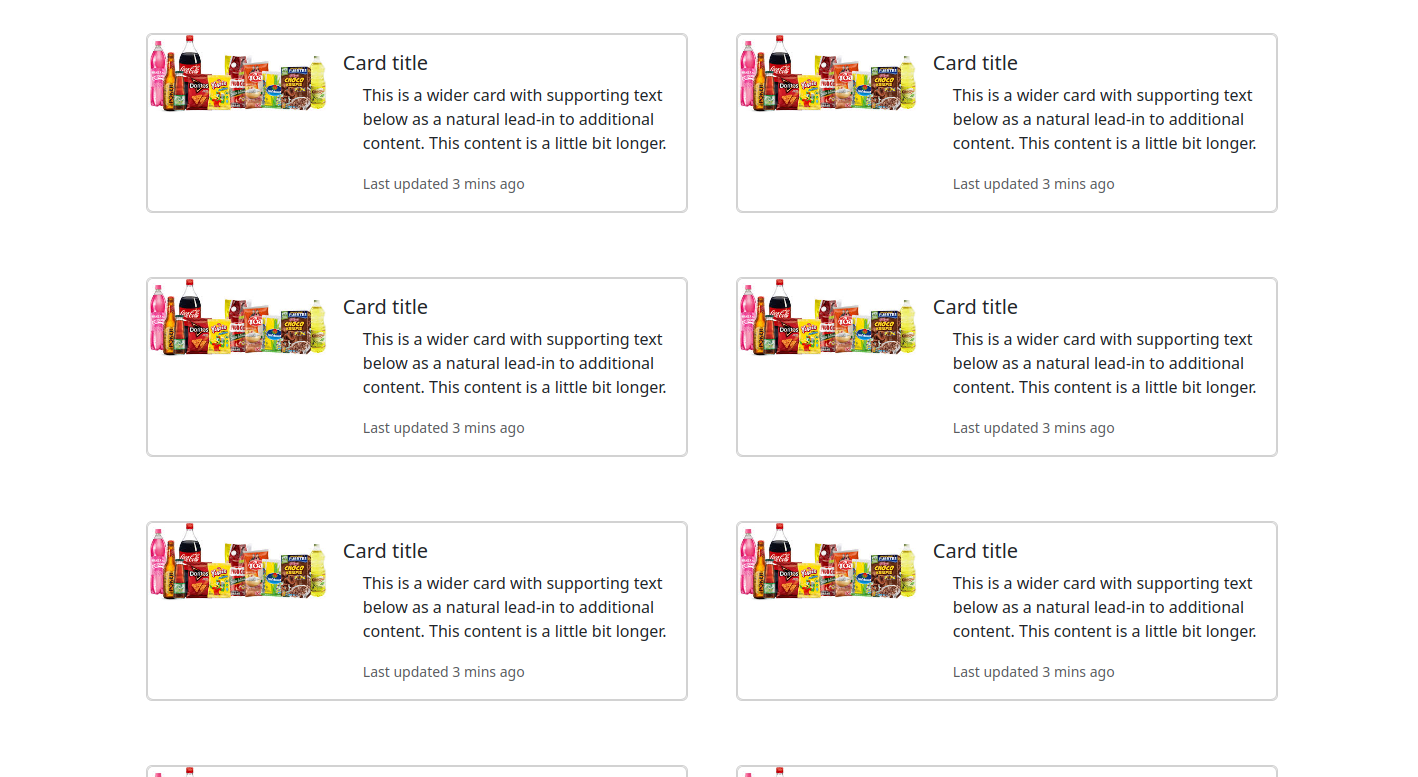 Card title
This is a wider card with supporting text
below as a natural lead-in to additional
content. This content is a little bit longer.
Last updated 3 mins ago
Card title
This is a wider card with supporting text
below as a natural lead-in to additional
content. This content is a little bit longer.
Last updated 3 mins ago
Card title
This is a wider card with supporting text
below as a natural lead-in to additional
content. This content is a little bit longer.
Last updated 3 mins ago
Card title
This is a wider card with supporting text
below as a natural lead-in to additional
content. This content is a little bit longer.
Last updated 3 mins ago
Card title
This is a wider card with supporting text
below as a natural lead-in to additional
content. This content is a little bit longer.
Last updated 3 mins ago
Card title
This is a wider card with supporting text
below as a natural lead-in to additional
content. This content is a little bit longer.
Last updated 3 mins ago